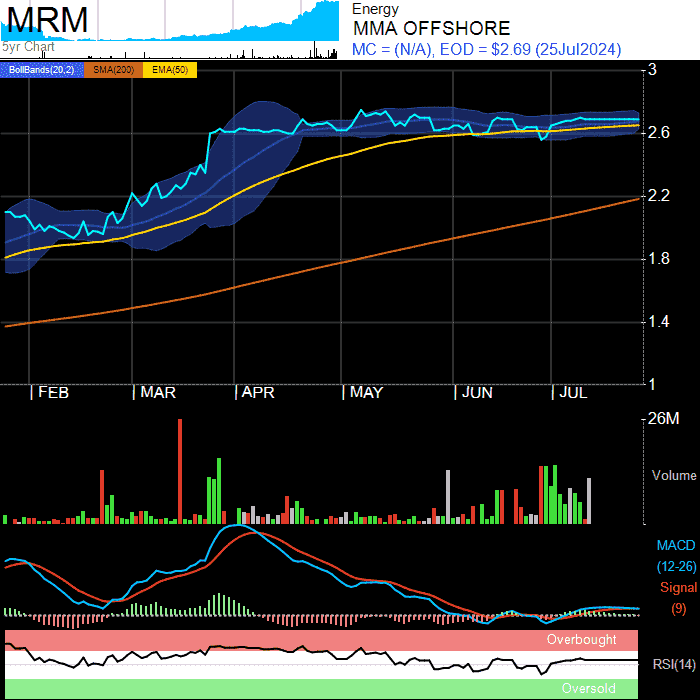 MRM
5yr Chart
Energy
MMA OFFSHORE
MC = (N/A), EOD = $2.69 (25Jul2024)
BollBands(20,2) SMA(200) EMA(50)
3
2.6
2.2
1.8
1.4
1
FEB MAR APR MAY JUN JUL
26M
Volume
MACD
(12-26)
Signal
(9)
Overbought
RSI(14)
Oversold